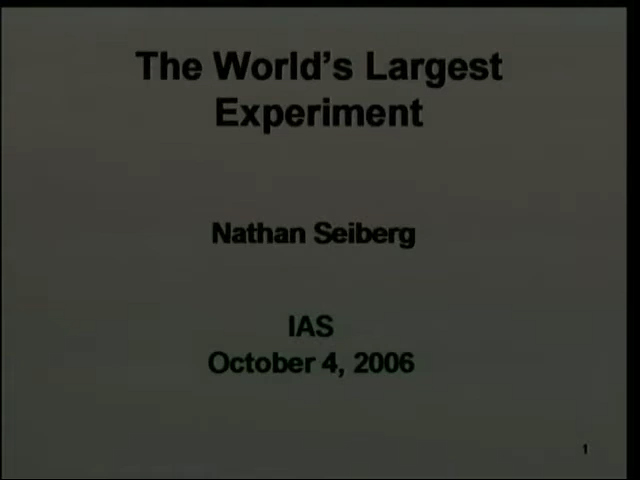 The World's Largest
Experiment
Nathan Seiberg
IAS
October 4, 2006
1